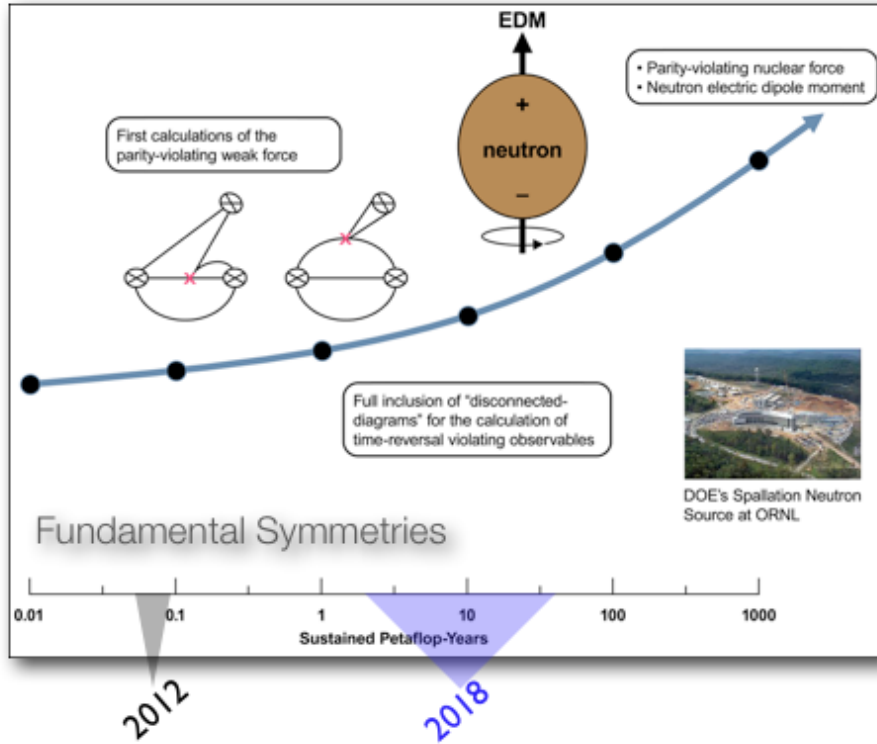 EDM
+
neutron
–
• Parity-violating nuclear force
• Neutron electric dipole moment
First calculations of the
parity-violating weak force
Full inclusion of "disconnected-
diagrams" for the calculation of
time-reversal violating observables
DOE's Spallation Neutron
Source at ORNL
Fundamental Symmetries
0.01 0.1 1 10 100 1000
Sustained Petaflop-Years
2012
2018